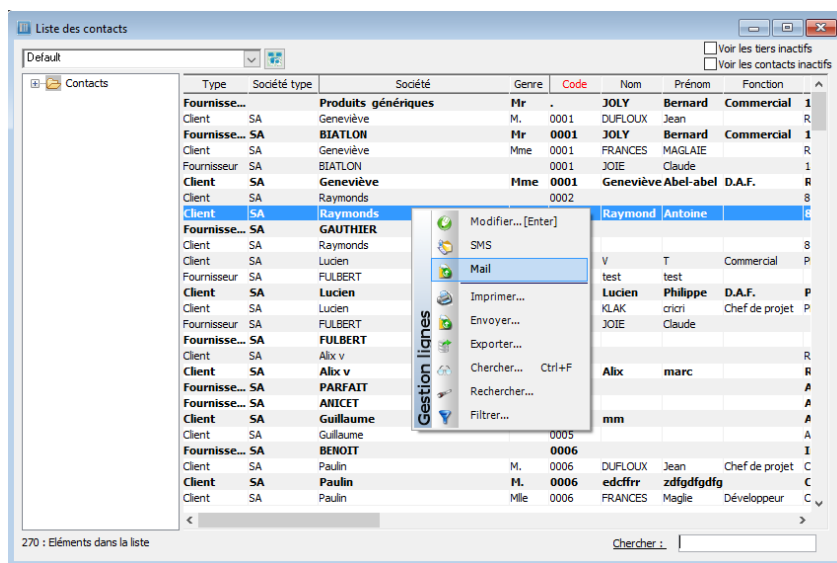 Liste des contacts
Default
Voir les tiers inactifs
Voir les contacts inactifs
Contacts
Type Société type Société Genre Code Nom Prénom Fonction
Fournisse... Produits génériques Mr . JOLY Bernard Commercial 1
Client SA Geneviève M. 0001 DUFLOUX Jean R
Fournisse... SA BIATLON Mr 0001 JOLY Bernard Commercial 1
Client SA Geneviève Mme 0001 FRANCES MAGLAIE R
Fournisseur SA BIATLON 0001 JOIE Claude 1
Client SA Geneviève Mme 0001 Geneviève Abel-abel D.A.F. R
Client SA Raymonds 0002 8
Client SA Raymonds Raymond Antoine 8
Fournisse... SA GAUTHIER
Client SA Raymonds 8
Client SA Lucien V T Commercial P
Fournisseur SA FULBERT test test
Client SA Lucien Lucien Philippe D.A.F. P
Client SA Lucien KLAK cricri Chef de projet P
Fournisseur SA FULBERT JOIE Claude
Fournisse... SA FULBERT
Client SA Alix v R
Client SA Alix v Alix marc R
Fournisse... SA PARFAIT A
Fournisse... SA ANICET A
Client SA Guillaume mm A
Client SA Guillaume 0005 A
Fournisse... SA BENOIT 0006 I
Client SA Paulin M. 0006 DUFLOUX Jean Chef de projet C
Client SA Paulin M. 0006 edcffrr zdfgdfgdfg C
Client SA Paulin Mlle 0006 FRANCES Maglie Développeur C
Gestion lignes
Modifier... [Enter]
SMS
Mail
Imprimer...
Envoyer...
Exporter...
Chercher... Ctrl+F
Rechercher...
Filtrer...
270 : Eléments dans la liste
Chercher :